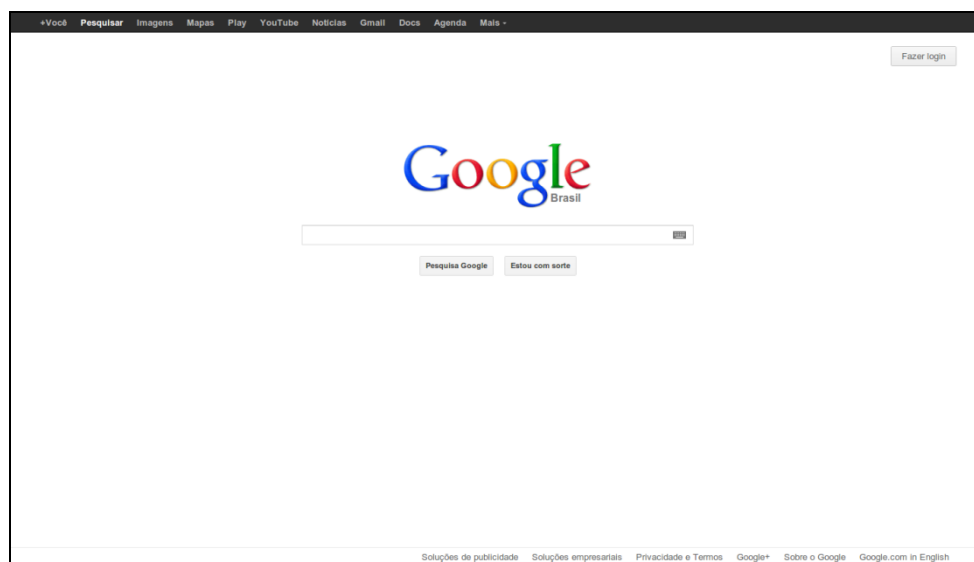 +Você Pesquisar Imagens Mapas Play YouTube Notícias Gmail Docs Agenda Mais
Fazer login
Google
Brasil
Pesquisa Google Estou com sorte
Soluções de publicidade Soluções empresariais Privacidade e Termos Google+ Sobre o Google Google.com in English